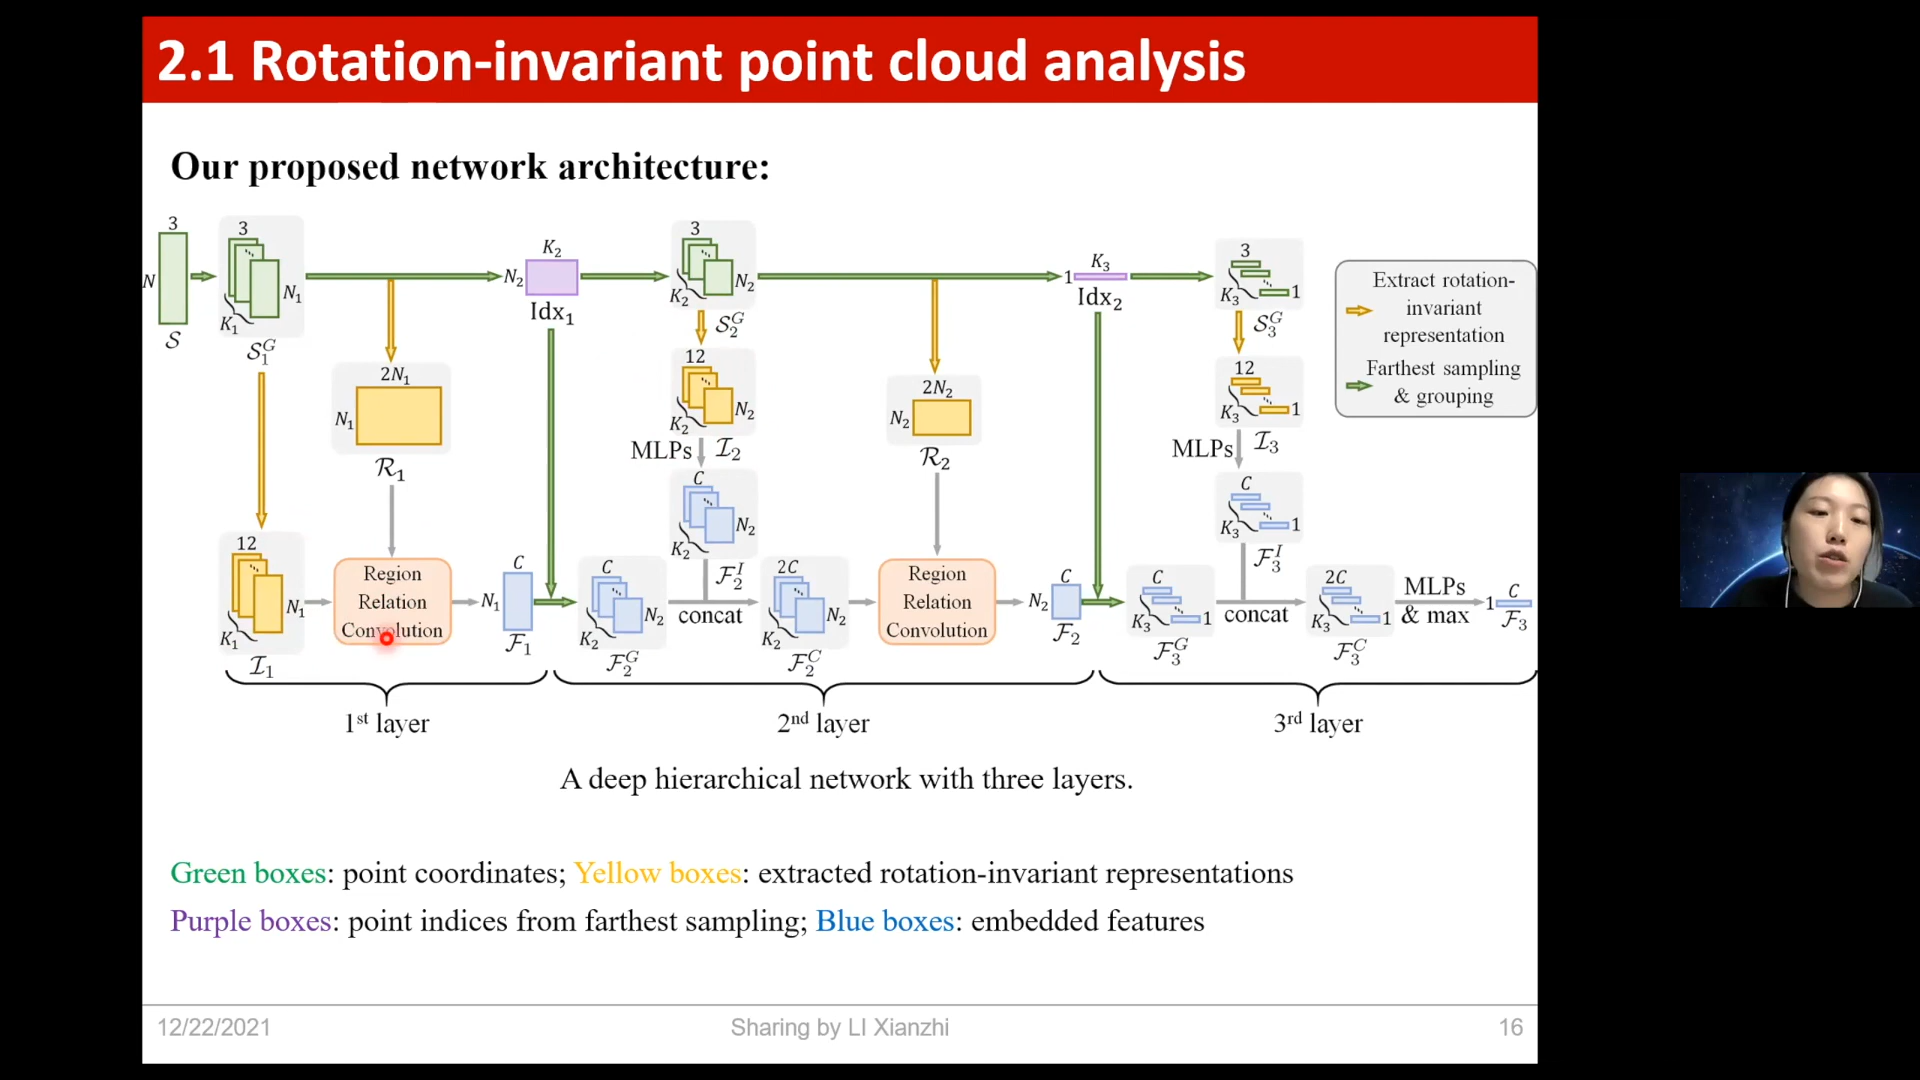 2.1 Rotation-invariant point cloud analysis
Our proposed network architecture:
3
N
S
3
N₁
K₁
S₁ᴳ
2N₁
N₁
R₁
12
N₁
K₁
I₁
Region
Relation
Convolution
C
N₁
F₁
K₂
N₂
Idx₁
3
N₂
K₂
S₂ᴳ
12
N₂
K₂
MLPs
I₂
C
N₂
K₂
F₂ᴵ
C
N₂
K₂
F₂ᴳ
concat
2C
N₂
K₂
F₂ᶜ
2N₂
N₂
R₂
Region
Relation
Convolution
C
N₂
F₂
K₃
1
Idx₂
3
K₃
1
S₃ᴳ
12
K₃
1
MLPs
I₃
C
K₃
1
F₃ᴵ
C
K₃
1
F₃ᴳ
concat
2C
K₃
1
F₃ᶜ
MLPs
& max
C
1
F₃
Extract rotation-
invariant
representation
Farthest sampling
& grouping
1ˢᵗ layer
2ⁿᵈ layer
3ʳᵈ layer
A deep hierarchical network with three layers.
Green boxes: point coordinates; Yellow boxes: extracted rotation-invariant representations
Purple boxes: point indices from farthest sampling; Blue boxes: embedded features
12/22/2021
Sharing by LI Xianzhi
16